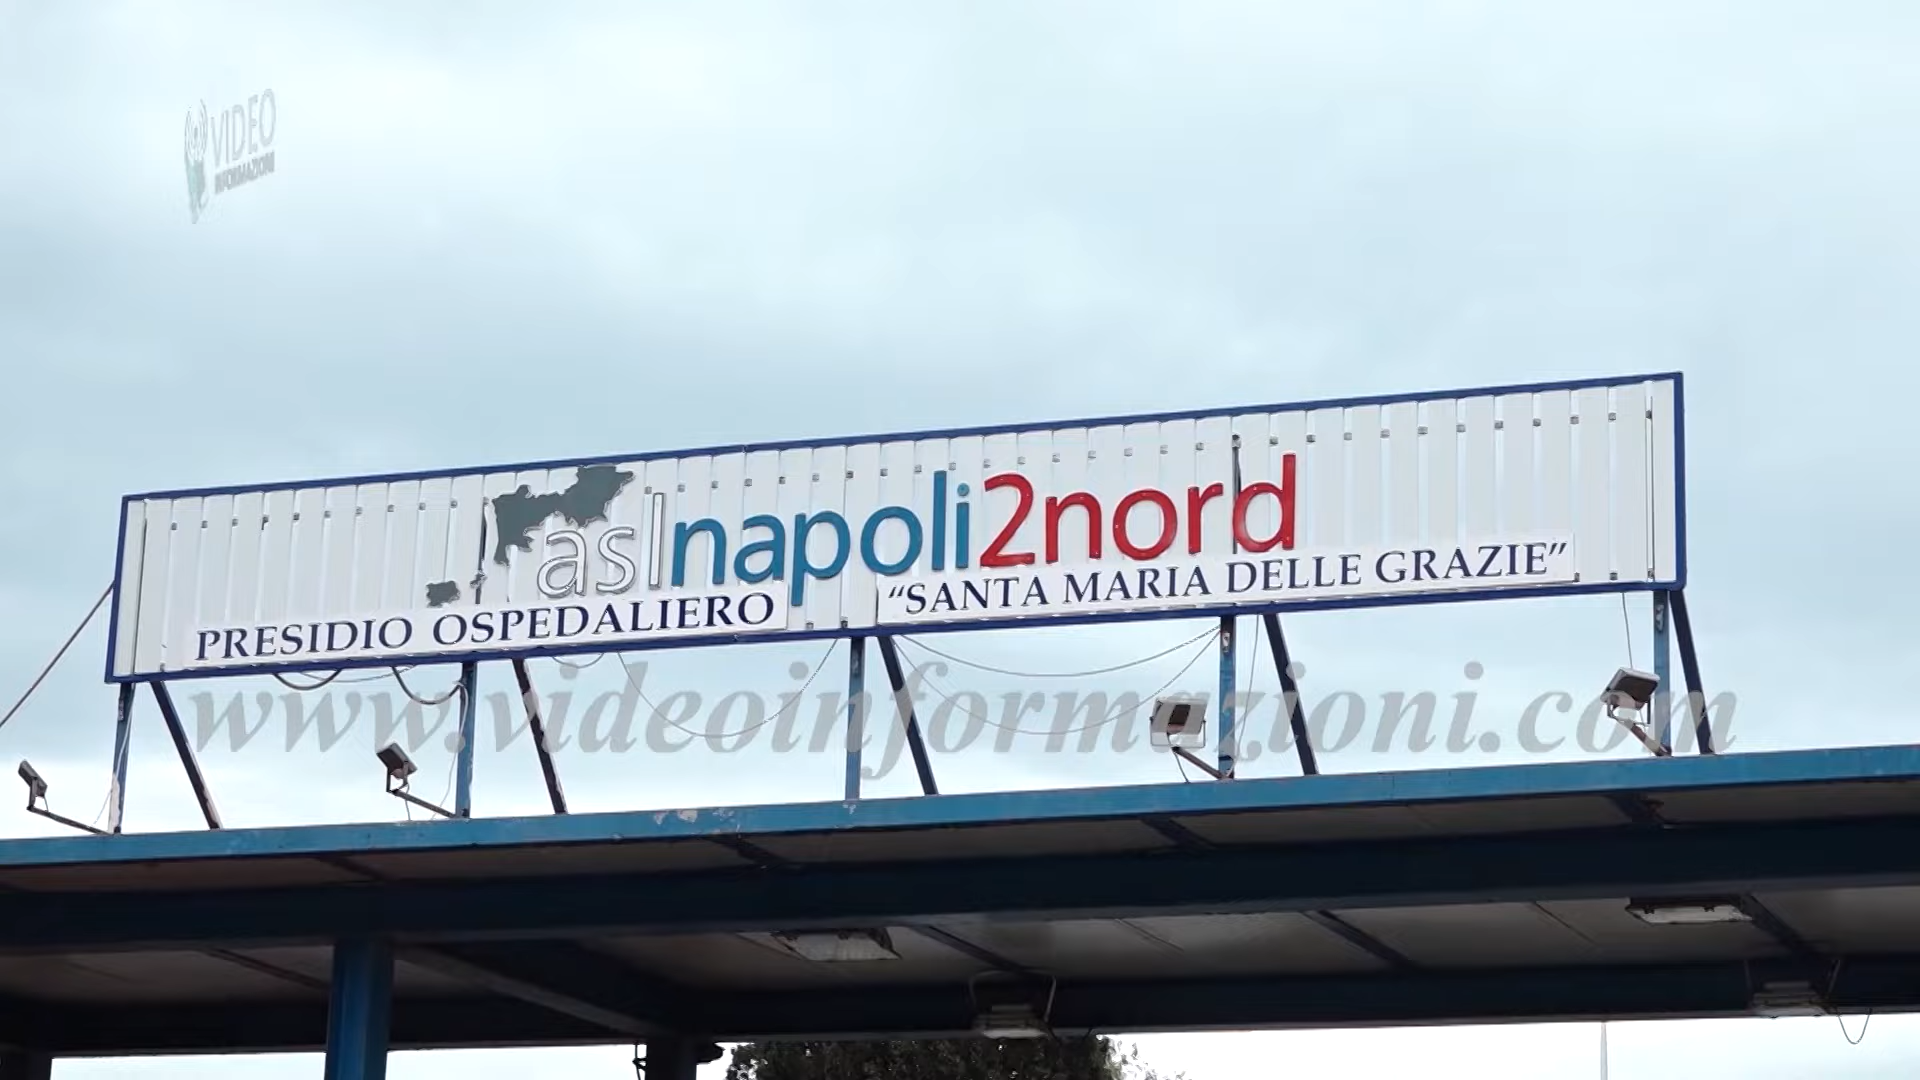 VIDEO
INFORMAZIONI
aslnapoli2nord
PRESIDIO OSPEDALIERO “SANTA MARIA DELLE GRAZIE”
www.videoinformazioni.com